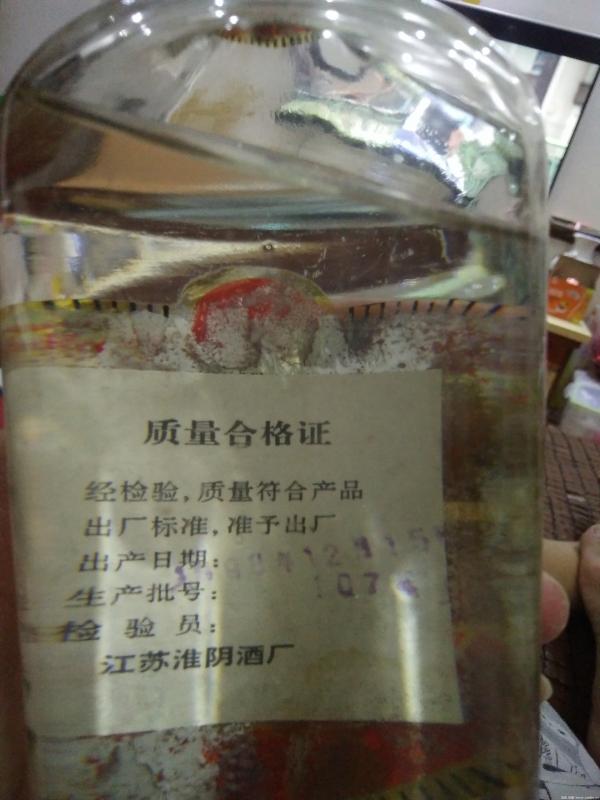 质量合格证
经检验,质量符合产品
出厂标准,准予出厂
出产日期:
生产批号: 107
检 验 员:
江苏淮阴酒厂